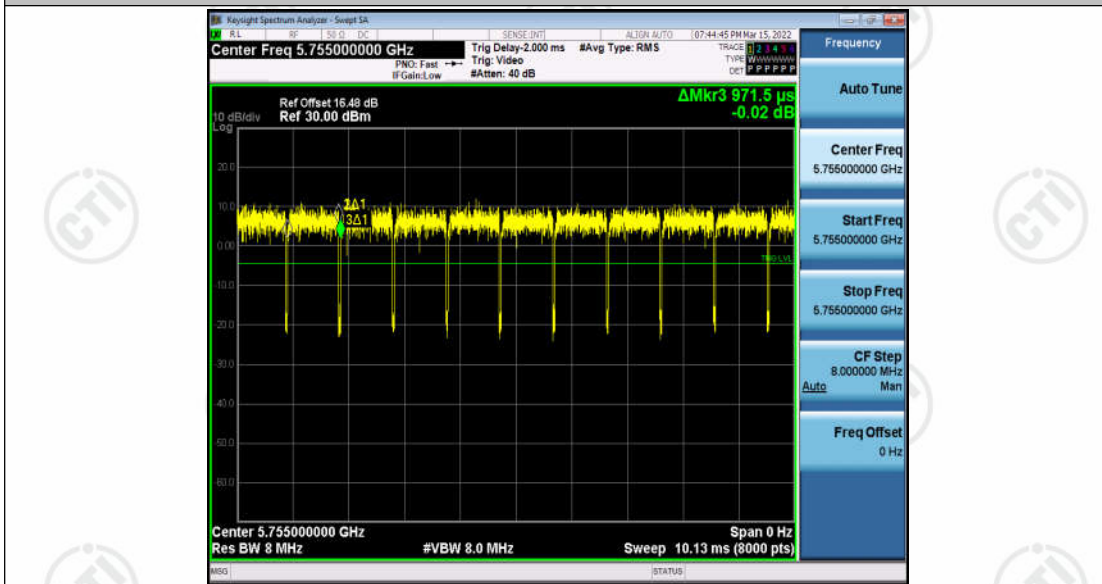 Keysight Spectrum Analyzer - Swept SA
RL RF 50 Ω DC SENSE:INT ALIGN AUTO 07:44:45 PM Mar 15, 2022
Center Freq 5.755000000 GHz
PNO: Fast
IFGain:Low
Trig Delay-2.000 ms
Trig: Video
#Atten: 40 dB
#Avg Type: RMS
TRACE 1 2 3 4 5 6
TYPE WWWWWW
DET P P P P P P
Frequency
ΔMkr3 971.5 µs
-0.02 dB
Ref Offset 16.48 dB
10 dB/div Ref 30.00 dBm
Log
20.0
10.0
0.00
-10.0
-20.0
-30.0
-40.0
-50.0
-60.0
3Δ1
TRIG LVL
Auto Tune
Center Freq
5.755000000 GHz
Start Freq
5.755000000 GHz
Stop Freq
5.755000000 GHz
CF Step
8.000000 MHz
Auto Man
Freq Offset
0 Hz
Center 5.755000000 GHz Span 0 Hz
Res BW 8 MHz #VBW 8.0 MHz Sweep 10.13 ms (8000 pts)
MSG STATUS
CTI
CTI